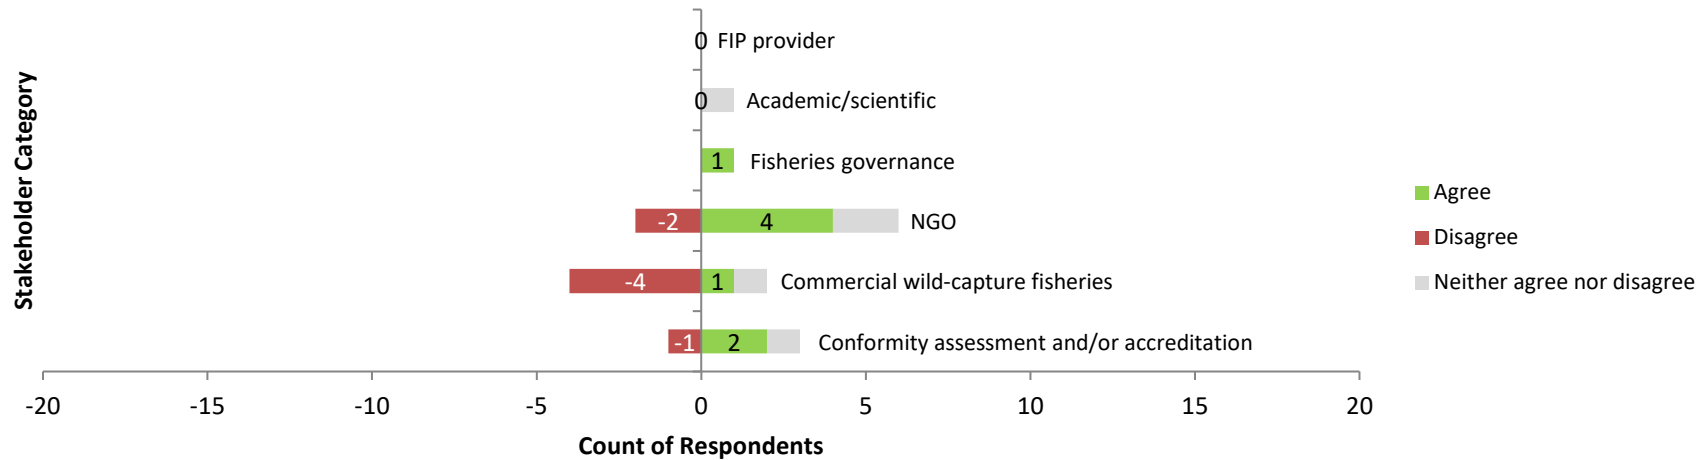 0 FIP provider
0 Academic/scientific
1 Fisheries governance
-2 4 NGO
-4 1 Commercial wild-capture fisheries
-1 2 Conformity assessment and/or accreditation
Stakeholder Category
-20 -15 -10 -5 0 5 10 15 20
Count of Respondents
Agree
Disagree
Neither agree nor disagree